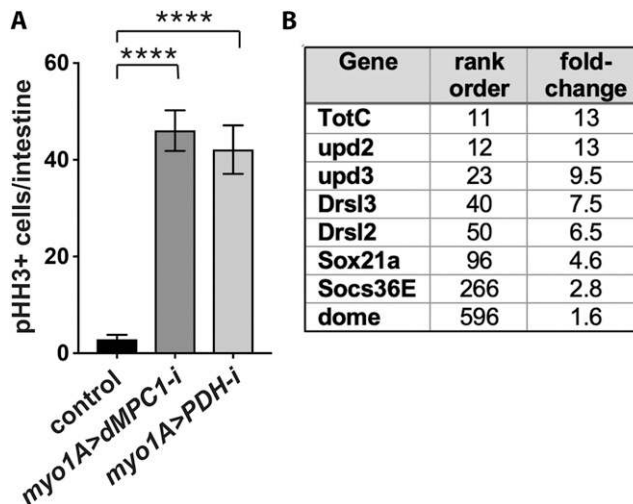 A
****
****
60
40
20
0
pHH3+ cells/intestine
control
myo1A>dMPC1-i
myo1A>PDH-i
B
Gene rank order fold-change
TotC 11 13
upd2 12 13
upd3 23 9.5
Drsl3 40 7.5
Drsl2 50 6.5
Sox21a 96 4.6
Socs36E 266 2.8
dome 596 1.6